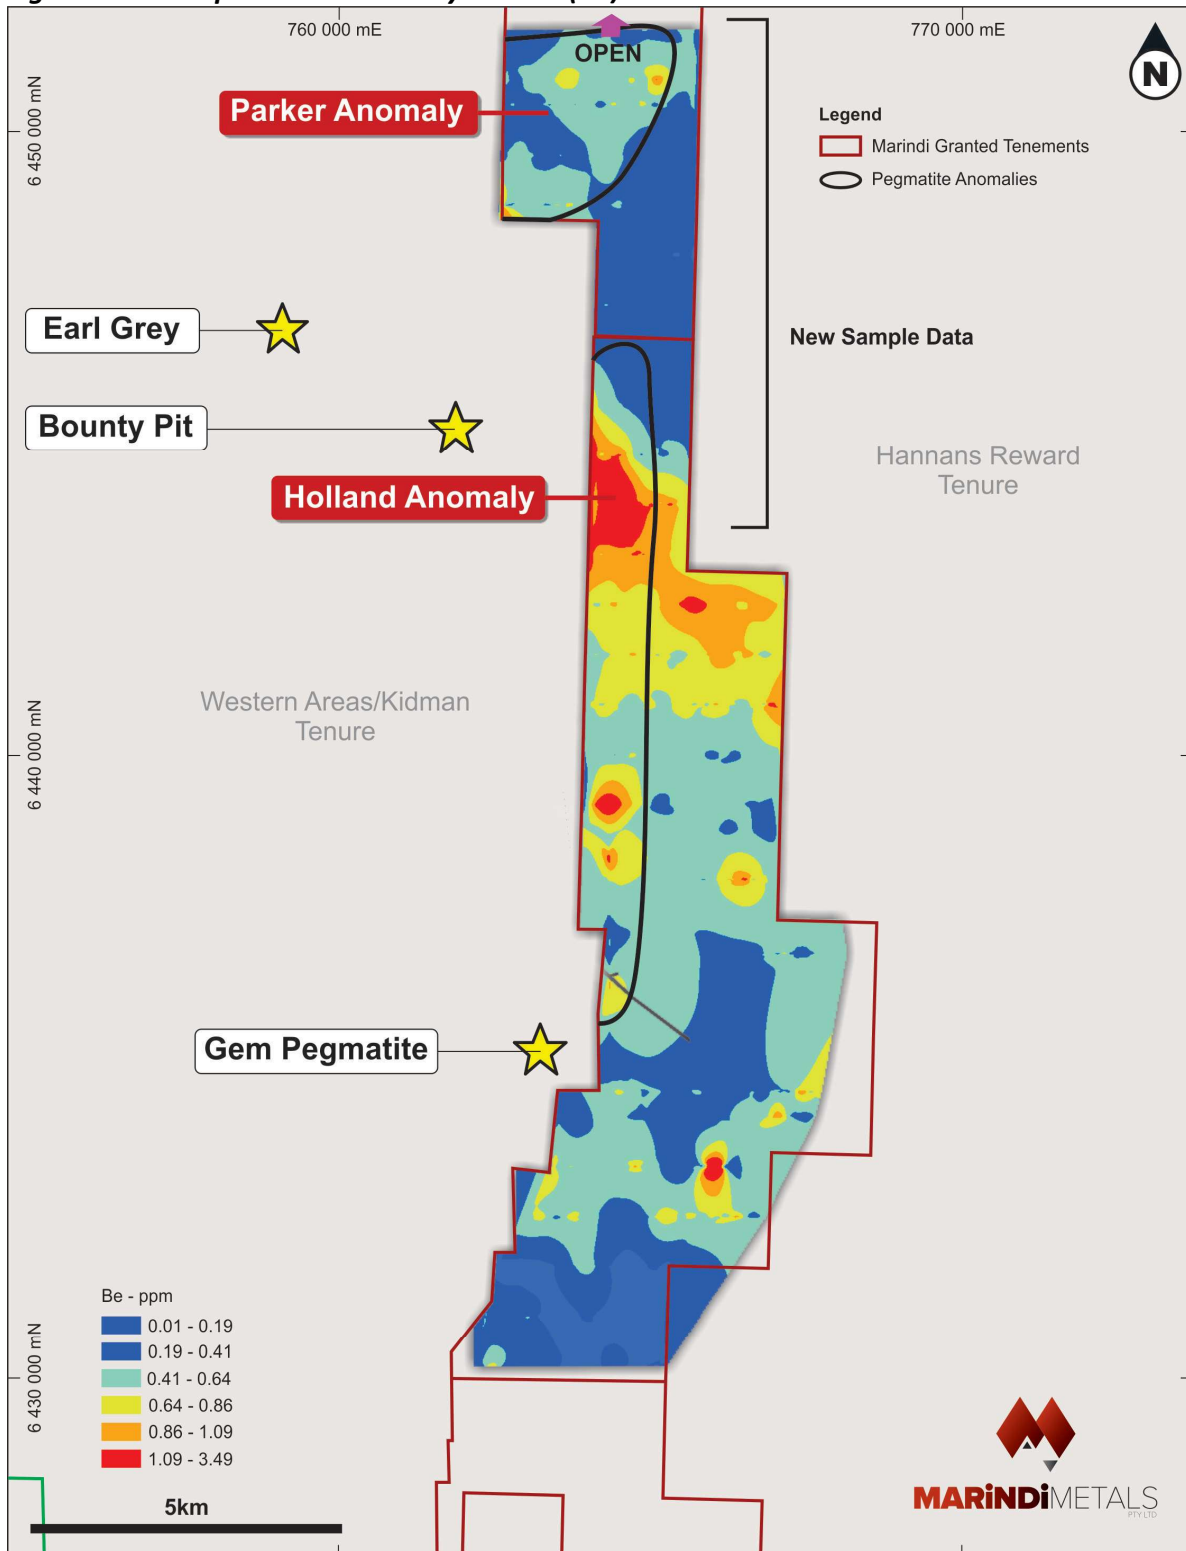 760 000 mE
770 000 mE
OPEN
N
Parker Anomaly
Legend
Marindi Granted Tenements
Pegmatite Anomalies
6 450 000 mN
Earl Grey
New Sample Data
Bounty Pit
Hannans Reward
Tenure
Holland Anomaly
Western Areas/Kidman
Tenure
6 440 000 mN
Gem Pegmatite
Be - ppm
0.01 - 0.19
0.19 - 0.41
0.41 - 0.64
0.64 - 0.86
0.86 - 1.09
1.09 - 3.49
6 430 000 mN
5km
MARiNDiMETALS
PTY LTD